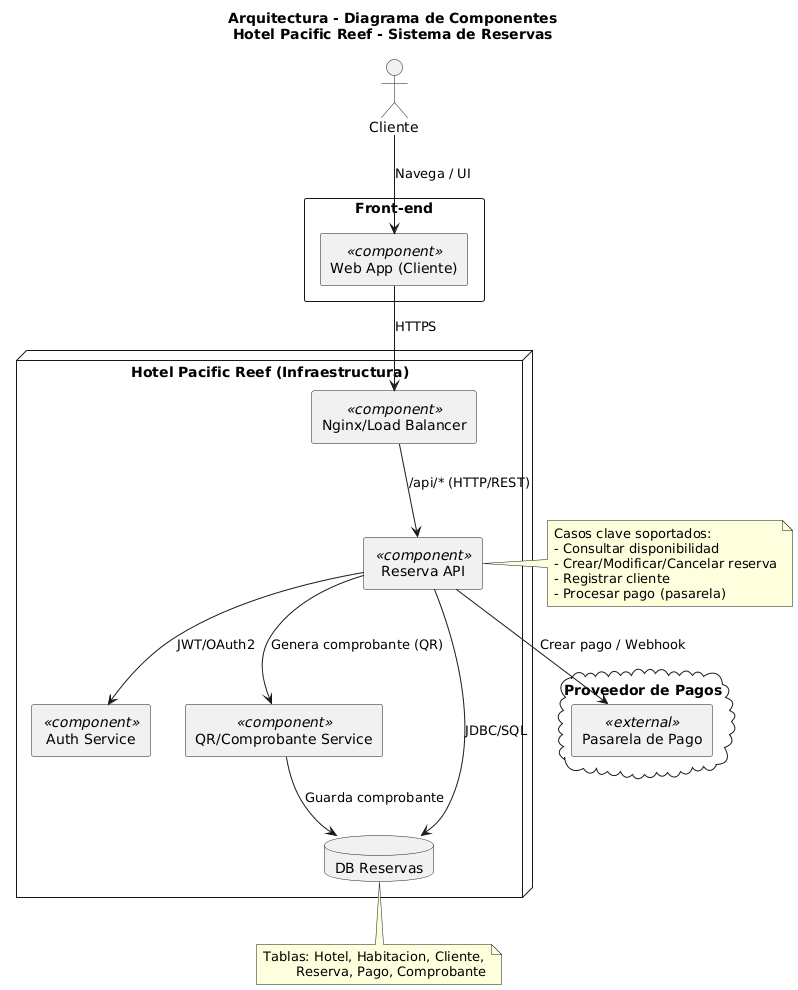 Arquitectura - Diagrama de Componentes
Hotel Pacific Reef - Sistema de Reservas
Cliente
Navega / UI
Front-end
«component»
Web App (Cliente)
HTTPS
Hotel Pacific Reef (Infraestructura)
«component»
Nginx/Load Balancer
/api/* (HTTP/REST)
«component»
Reserva API
Casos clave soportados:
- Consultar disponibilidad
- Crear/Modificar/Cancelar reserva
- Registrar cliente
- Procesar pago (pasarela)
JWT/OAuth2
Genera comprobante (QR)
Crear pago / Webhook
Proveedor de Pagos
«component»
Auth Service
«component»
QR/Comprobante Service
JDBC/SQL
«external»
Pasarela de Pago
Guarda comprobante
DB Reservas
Tablas: Hotel, Habitacion, Cliente,
Reserva, Pago, Comprobante